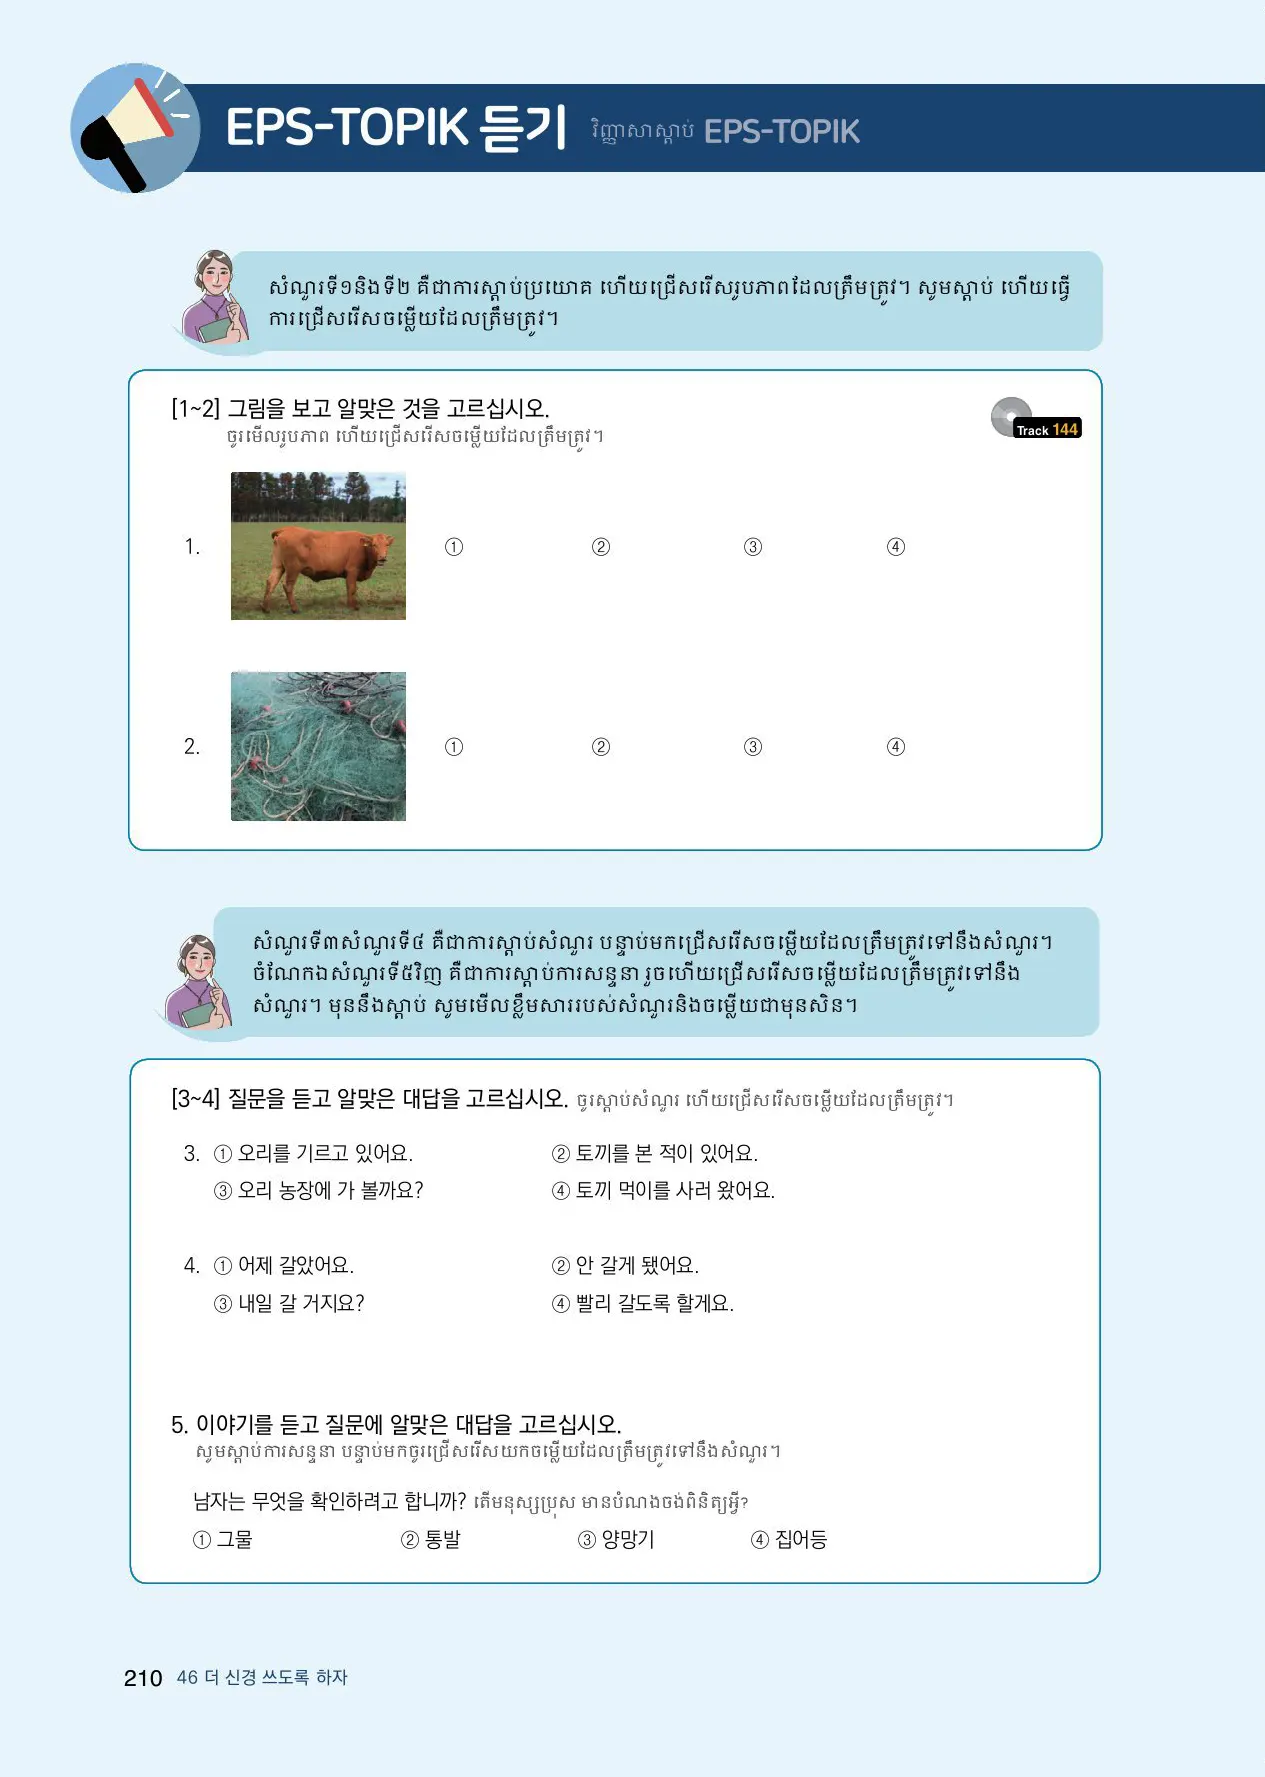 EPS-TOPIK 듣기 វិញ្ញាសាស្តាប់ EPS-TOPIK
សំណួរទី១និងទី២ គឺជាការស្តាប់ប្រយោគ ហើយជ្រើសរើសរូបភាពដែលត្រឹមត្រូវ។ សូមស្តាប់ ហើយធ្វើ
ការជ្រើសរើសចម្លើយដែលត្រឹមត្រូវ។
[1~2] 그림을 보고 알맞은 것을 고르십시오.
ចូរមើលរូបភាព ហើយជ្រើសរើសចម្លើយដែលត្រឹមត្រូវ។
Track 144
1. ① ② ③ ④
2. ① ② ③ ④
សំណួរទី៣សំណួរទី៤ គឺជាការស្តាប់សំណួរ បន្ទាប់មកជ្រើសរើសចម្លើយដែលត្រឹមត្រូវទៅនឹងសំណួរ។
ចំណែកឯសំណួរទី៥វិញ គឺជាការស្តាប់ការសន្ទនា រួចហើយជ្រើសរើសចម្លើយដែលត្រឹមត្រូវទៅនឹង
សំណួរ។ មុននឹងស្តាប់ សូមមើលខ្លឹមសាររបស់សំណួរនិងចម្លើយជាមុនសិន។
[3~4] 질문을 듣고 알맞은 대답을 고르십시오. ចូរស្តាប់សំណួរ ហើយជ្រើសរើសចម្លើយដែលត្រឹមត្រូវ។
3. ① 오리를 기르고 있어요. ② 토끼를 본 적이 있어요.
③ 오리 농장에 가 볼까요? ④ 토끼 먹이를 사러 왔어요.
4. ① 어제 갈았어요. ② 안 갈게 됐어요.
③ 내일 갈 거지요? ④ 빨리 갈도록 할게요.
5. 이야기를 듣고 질문에 알맞은 대답을 고르십시오.
សូមស្តាប់ការសន្ទនា បន្ទាប់មកចូរជ្រើសរើសយកចម្លើយដែលត្រឹមត្រូវទៅនឹងសំណួរ។
남자는 무엇을 확인하려고 합니까? តើមនុស្សប្រុស មានបំណងចង់ពិនិត្យអ្វី?
① 그물 ② 통발 ③ 양망기 ④ 집어등
210 46 더 신경 쓰도록 하자